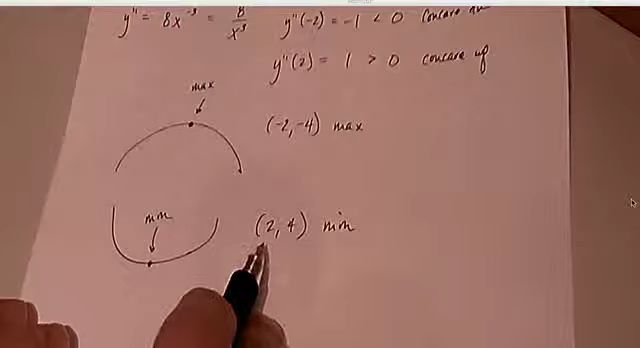 y" = 8x⁻³ = 8/x³ y"(-2) = -1 < 0 concave
y"(2) = 1 > 0 concave up
max
(-2, -4) max
min
(2, 4) min